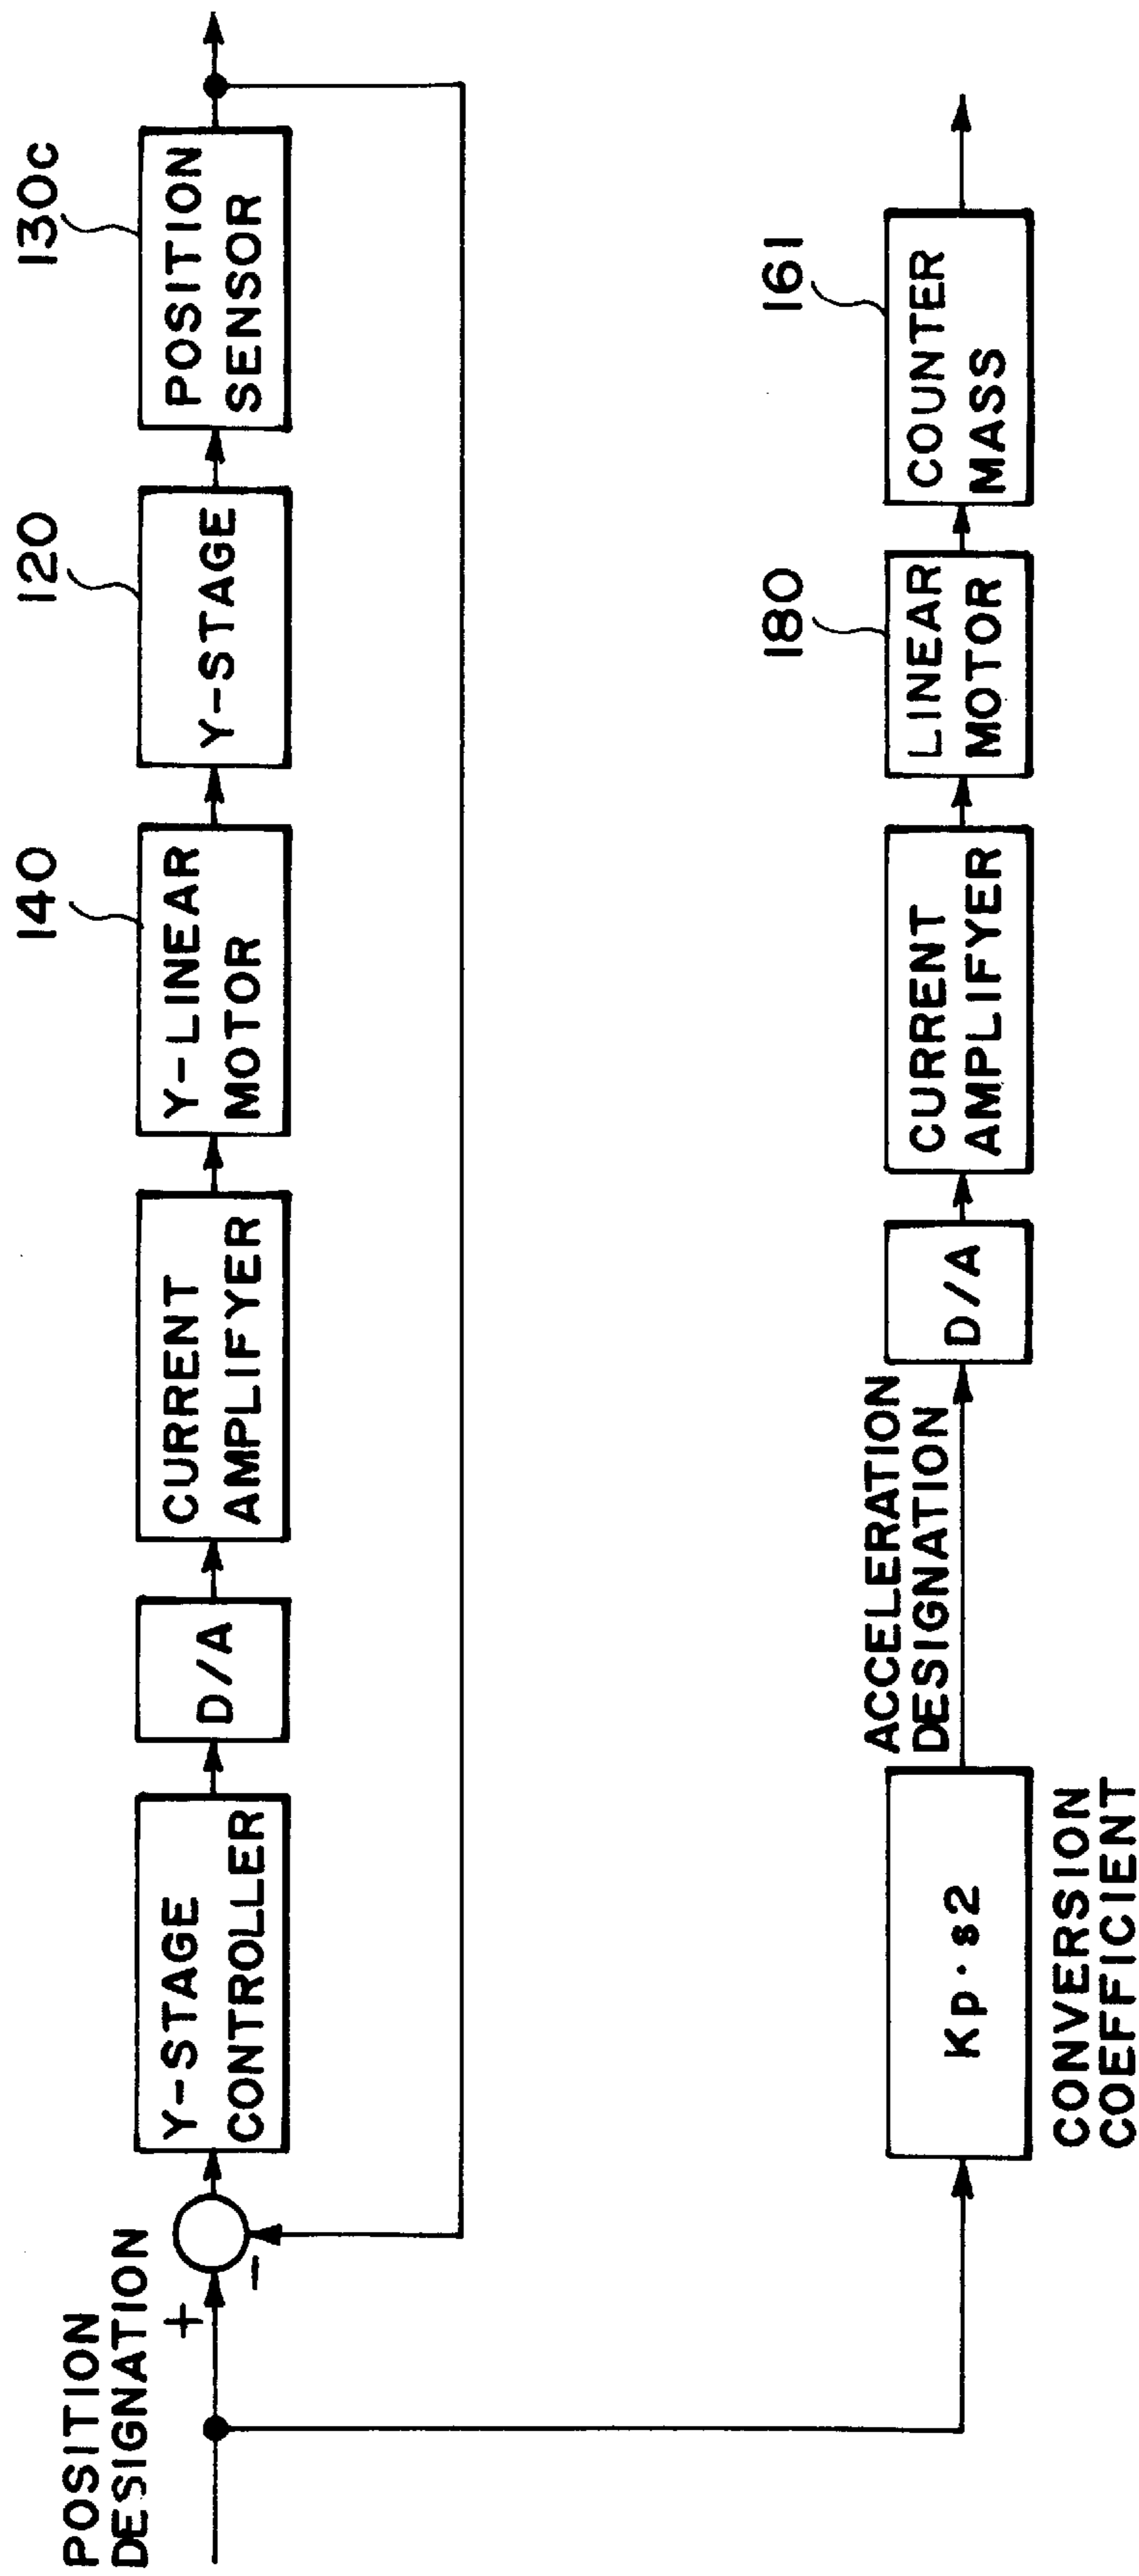 POSITION
DESIGNATION
+
−
Y-STAGE
CONTROLLER
D/A
CURRENT
AMPLIFYER
140
Y-LINEAR
MOTOR
120
Y-STAGE
130c
POSITION
SENSOR
Kp·s2
CONVERSION
COEFFICIENT
ACCELERATION
DESIGNATION
D/A
CURRENT
AMPLIFYER
180
LINEAR
MOTOR
161
COUNTER
MASS